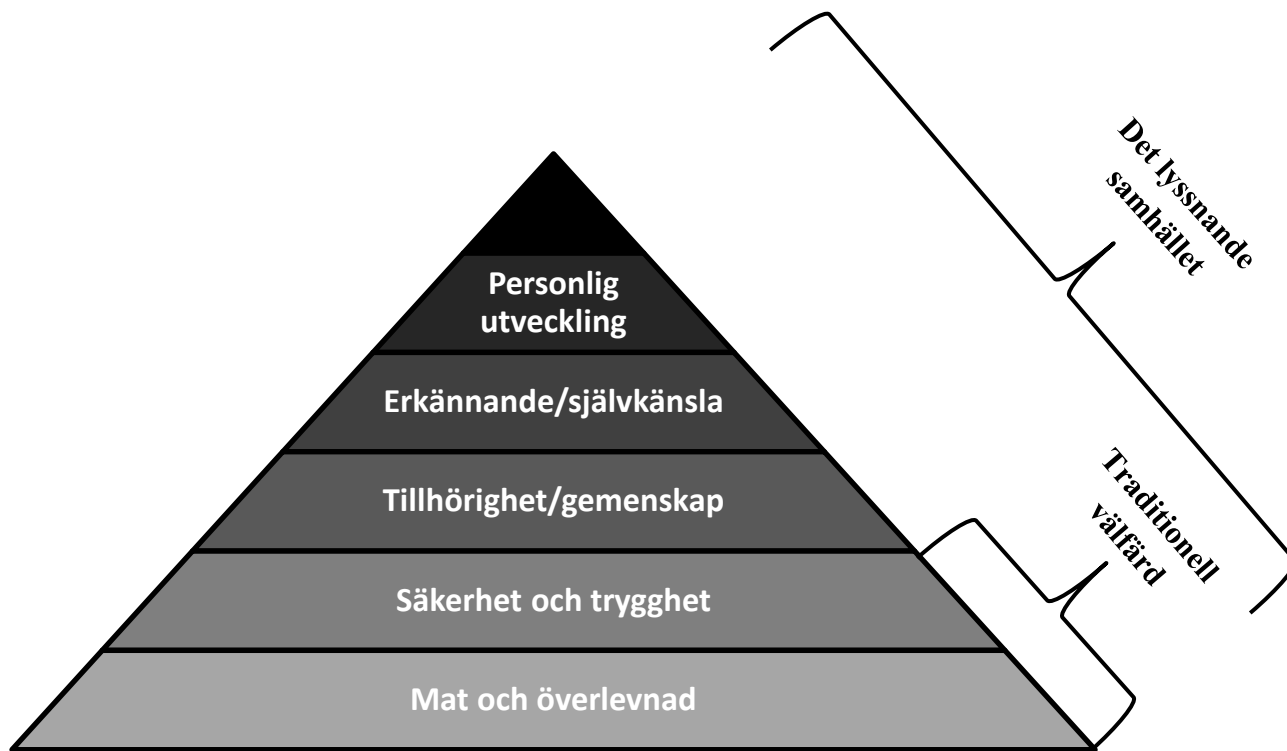 Det lyssnande
samhället
Personlig
utveckling
Erkännande/självkänsla
Tillhörighet/gemenskap
Traditionell
välfärd
Säkerhet och trygghet
Mat och överlevnad